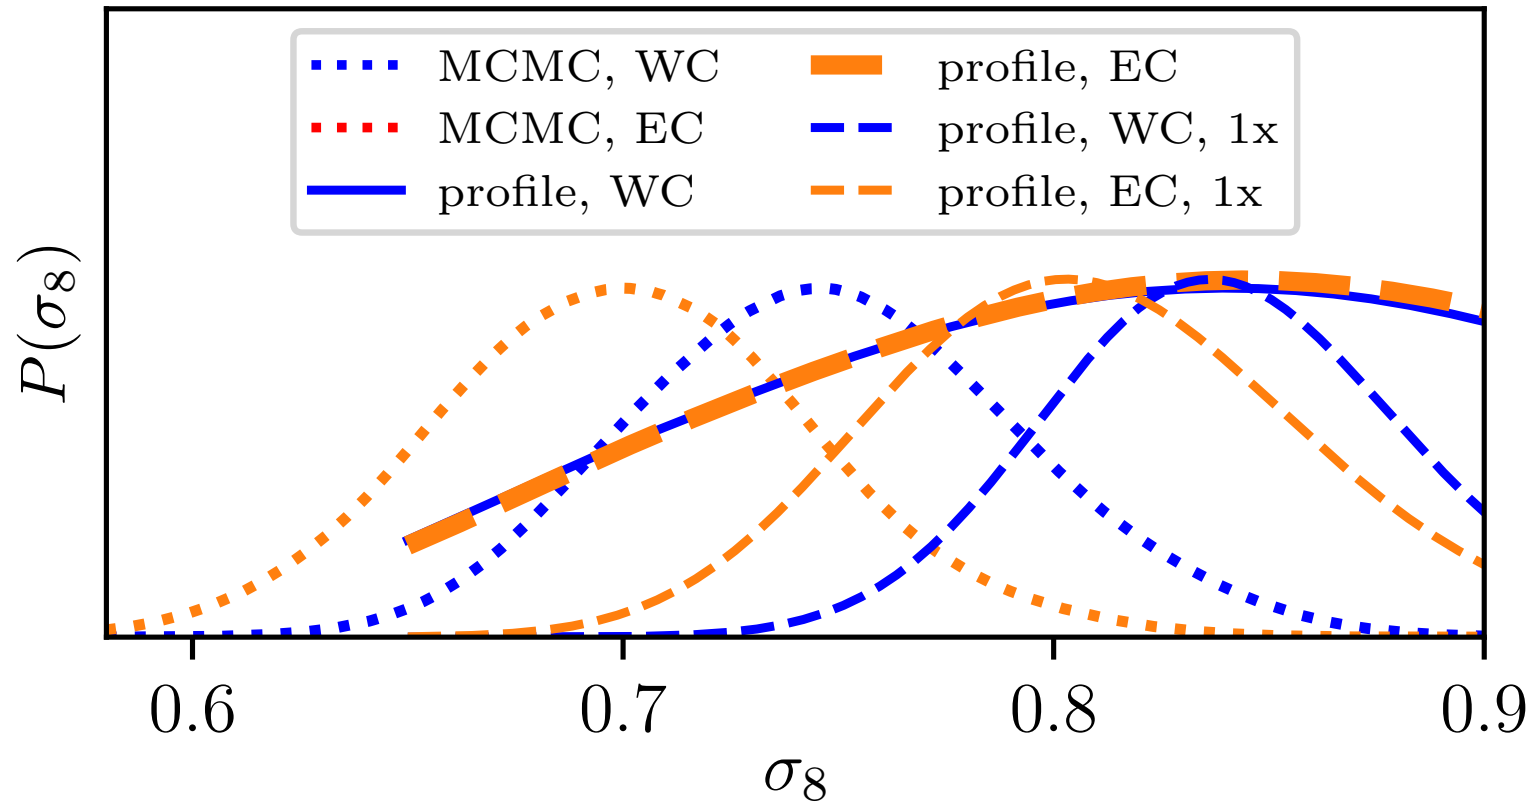 MCMC, WC
MCMC, EC
profile, WC
profile, EC
profile, WC, 1x
profile, EC, 1x
P(σ₈)
0.6 0.7 0.8 0.9
σ₈